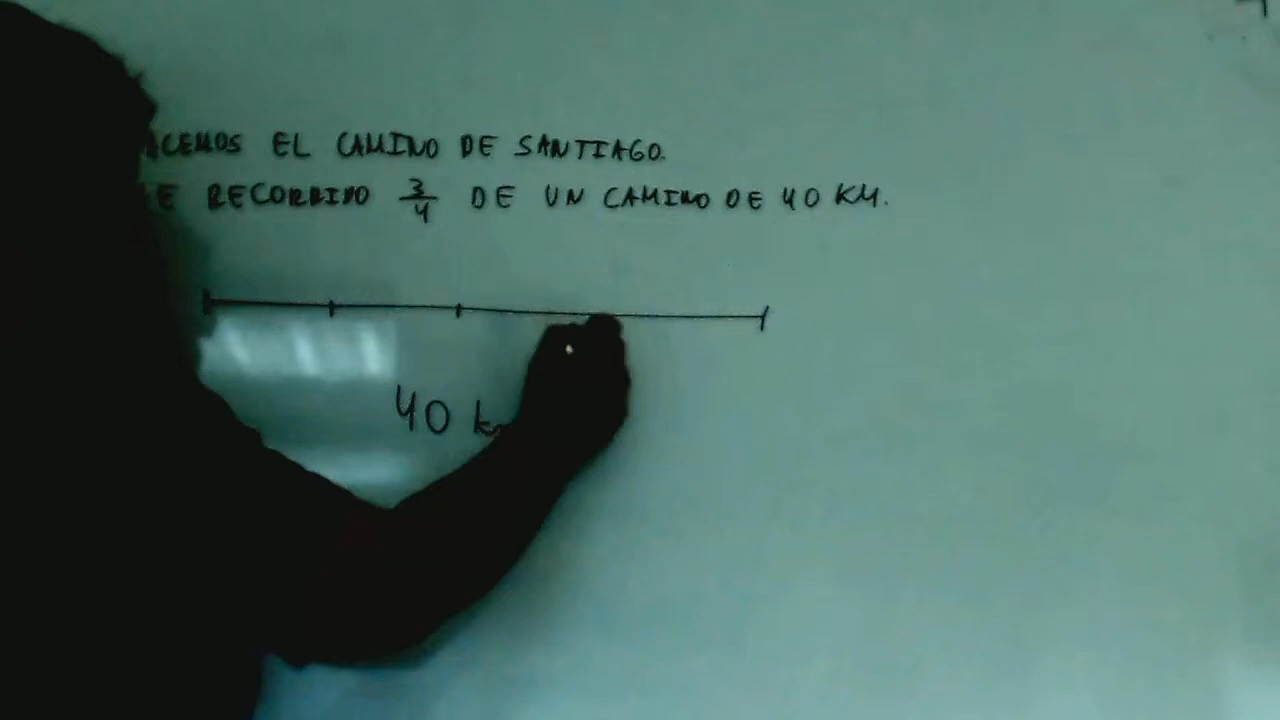 CEMOS EL CAMINO DE SANTIAGO.
E RECORRIDO 3/4 DE UN CAMINO DE 40 KM.
40 k